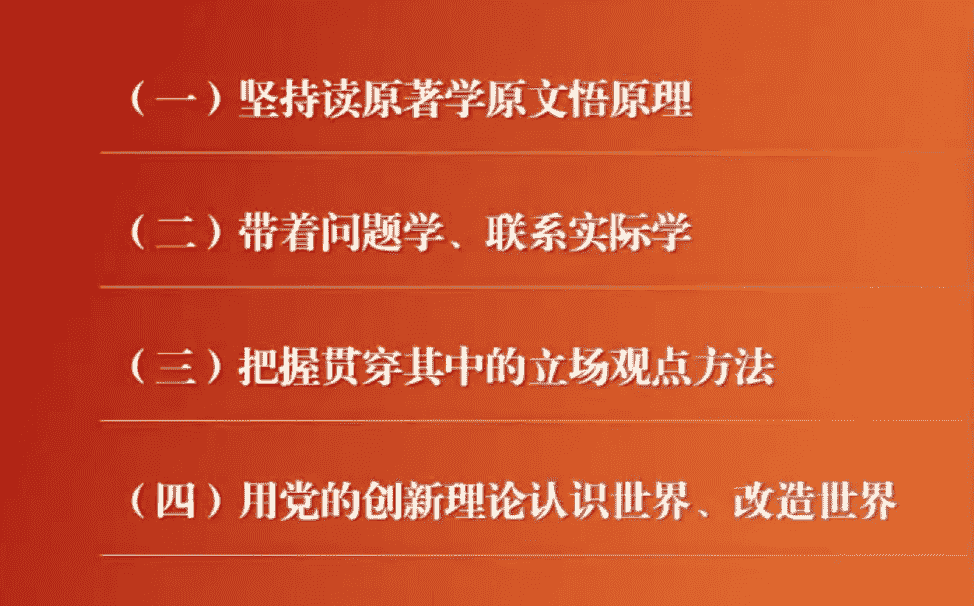 （一）坚持读原著学原文悟原理
（二）带着问题学、联系实际学
（三）把握贯穿其中的立场观点方法
（四）用党的创新理论认识世界、改造世界